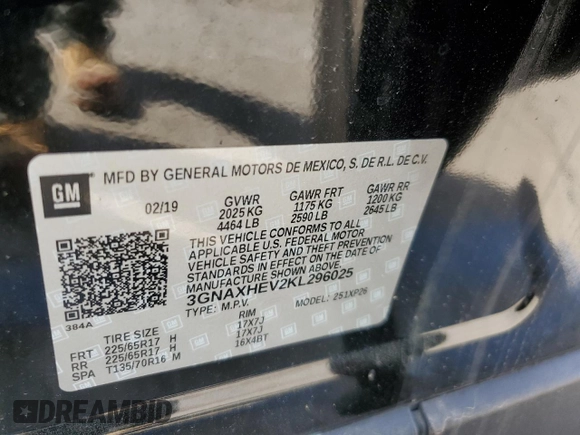 GM
MFD BY GENERAL MOTORS DE MEXICO, S. DE R.L. DE C.V.
02/19 GVWR GAWR FRT GAWR RR
2025 KG 1175 KG 1200 KG
4464 LB 2590 LB 2645 LB
THIS VEHICLE CONFORMS TO ALL
APPLICABLE U.S. FEDERAL MOTOR
VEHICLE SAFETY AND THEFT PREVENTION
STANDARDS IN EFFECT ON THE DATE OF
MANUFACTURE SHOWN ABOVE.
3GNAXHEV2KL296025
TYPE: M.P.V. MODEL: 2S1XP26
384A
TIRE SIZE RIM
FRT 225/65R17 H 17X7J
RR 225/65R17 H 17X7J
SPA T135/70R16 M 16X4BT
DREAMBID